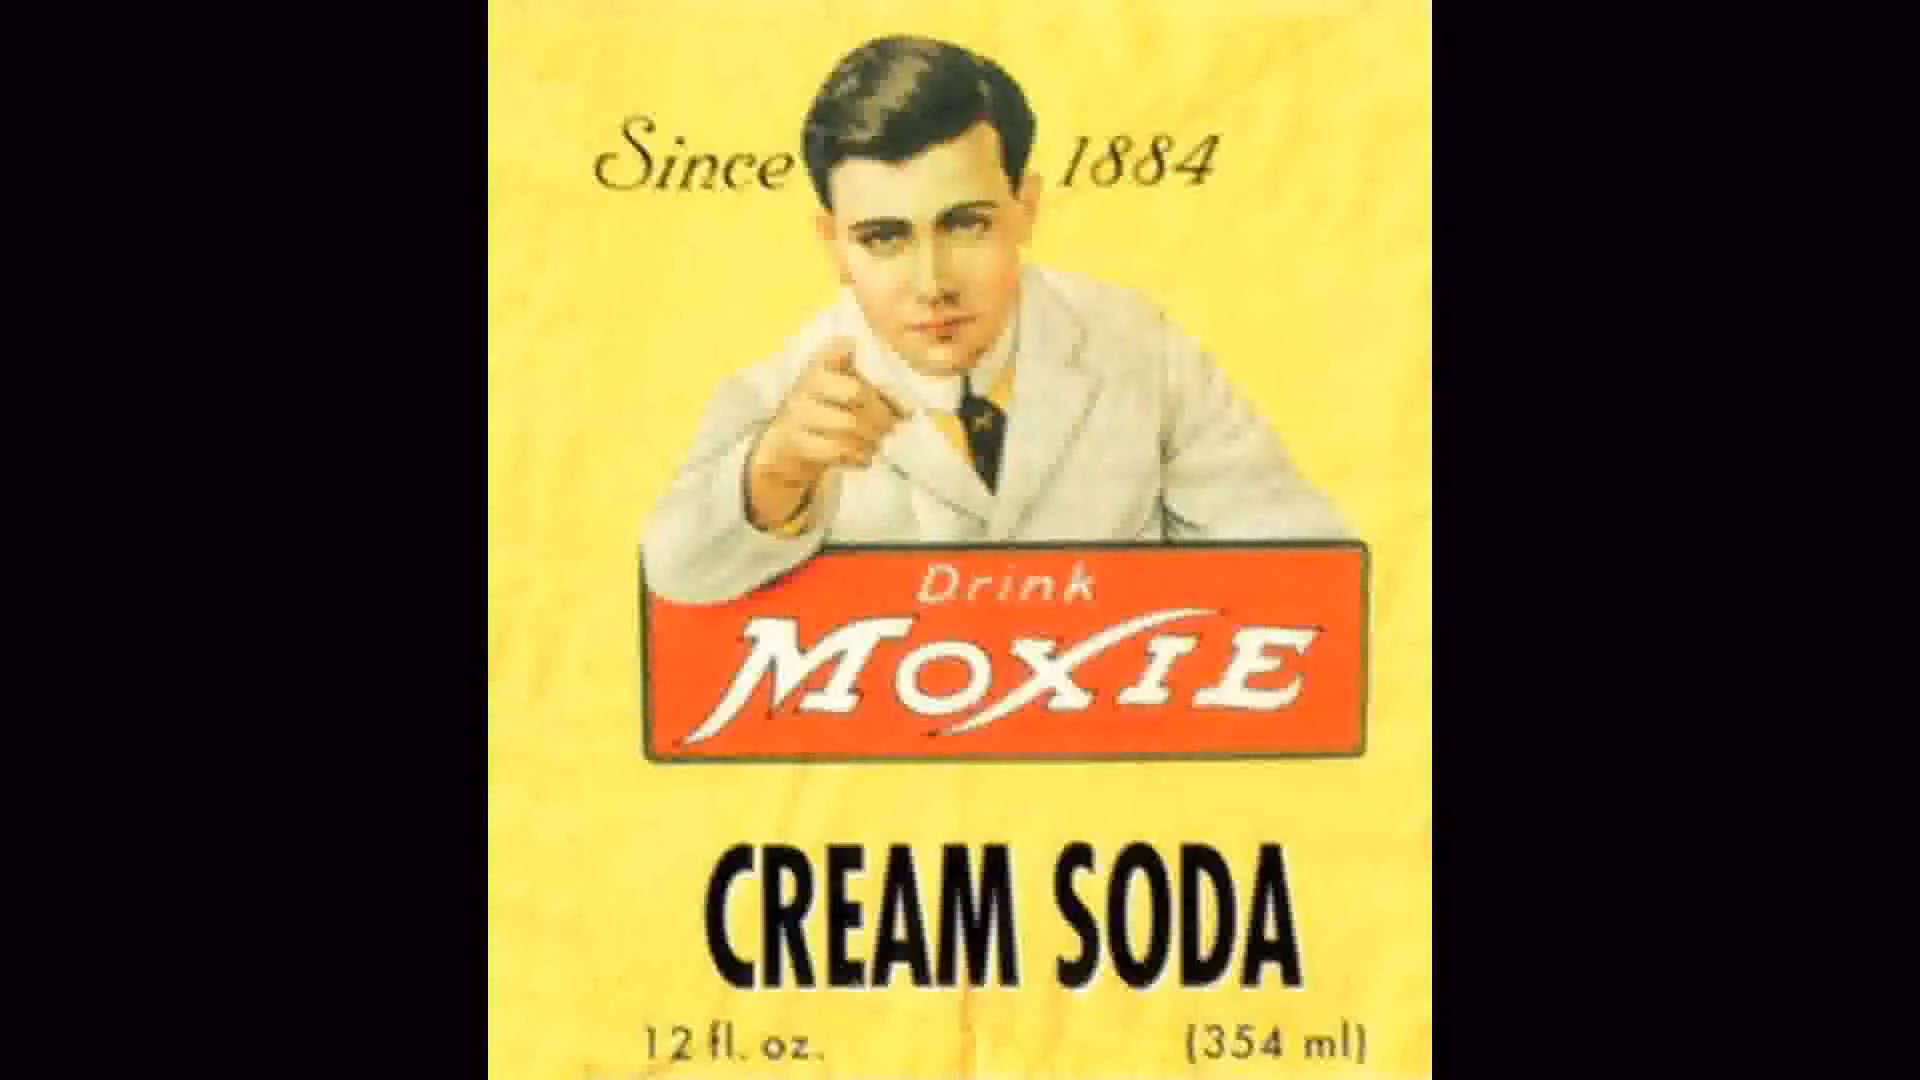 Since 1884
Drink
MOXIE
CREAM SODA
12 fl. oz. (354 ml)